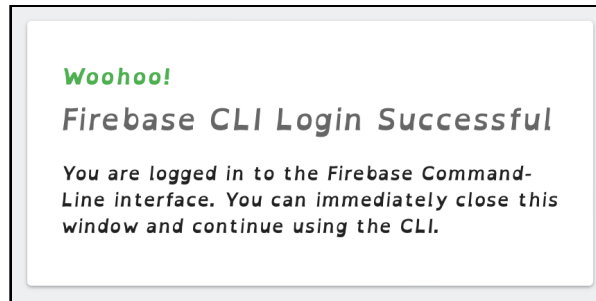 Woohoo!
Firebase CLI Login Successful
You are logged in to the Firebase Command-
Line interface. You can immediately close this
window and continue using the CLI.